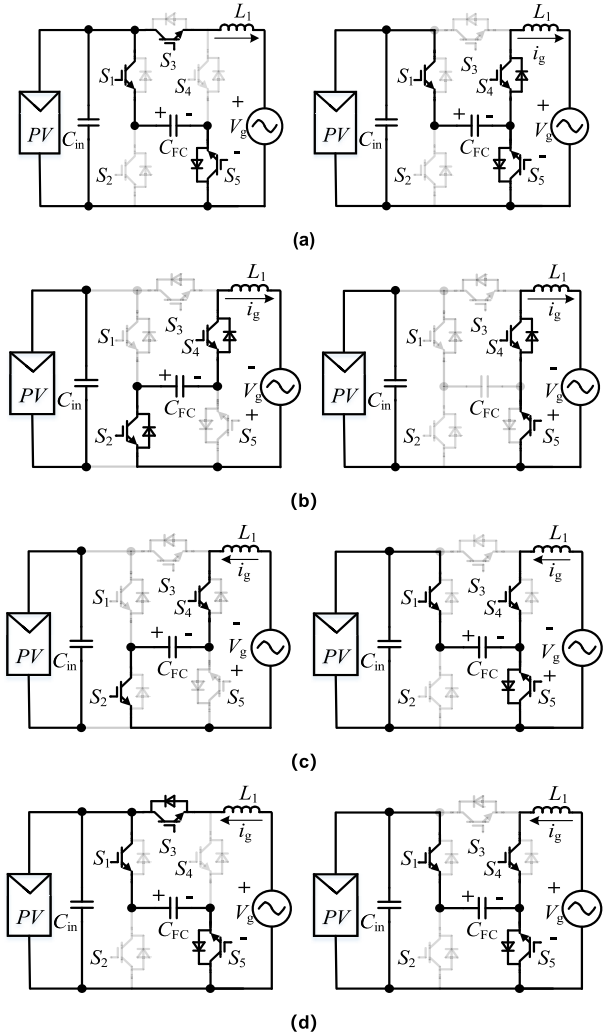 L1
S3
ig
S1
S4
+ -
+
PV
Cin
CFC
Vg
S2
S5
-
L1
S3
ig
S1
S4
+ -
+
PV
Cin
CFC
Vg
S2
S5
-
(a)
L1
S3
ig
S1
S4
+ -
-
PV
Cin
CFC
Vg
S2
S5
+
L1
S3
ig
S1
S4
-
PV
Cin
CFC
Vg
S2
S5
+
(b)
L1
S3
ig
S1
S4
+ -
-
PV
Cin
CFC
Vg
S2
S5
+
L1
S3
ig
S1
S4
+ -
-
PV
Cin
CFC
Vg
S2
S5
+
(c)
L1
S3
ig
S1
S4
+ -
+
PV
Cin
CFC
Vg
S2
S5
-
L1
S3
ig
S1
S4
+ -
+
PV
Cin
CFC
Vg
S2
S5
-
(d)